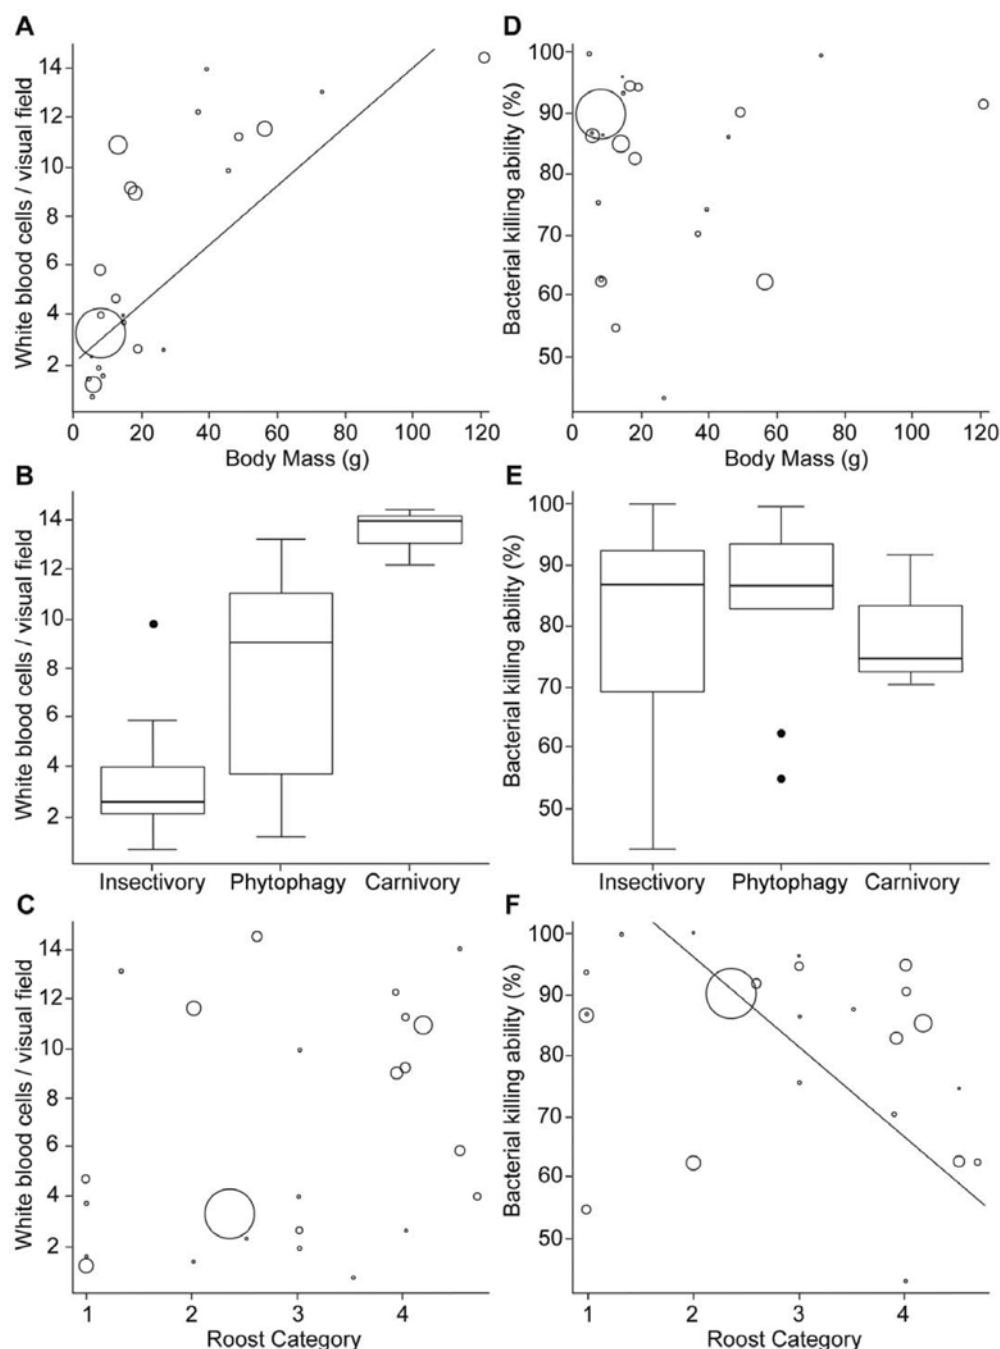 A
White blood cells / visual field
14
12
10
8
6
4
2
0 20 40 60 80 100 120
Body Mass (g)
D
Bacterial killing ability (%)
100
90
80
70
60
50
0 20 40 60 80 100 120
Body Mass (g)
B
White blood cells / visual field
14
12
10
8
6
4
2
Insectivory Phytophagy Carnivory
E
Bacterial killing ability (%)
100
90
80
70
60
50
Insectivory Phytophagy Carnivory
C
White blood cells / visual field
14
12
10
8
6
4
2
1 2 3 4
Roost Category
F
Bacterial killing ability (%)
100
90
80
70
60
50
1 2 3 4
Roost Category